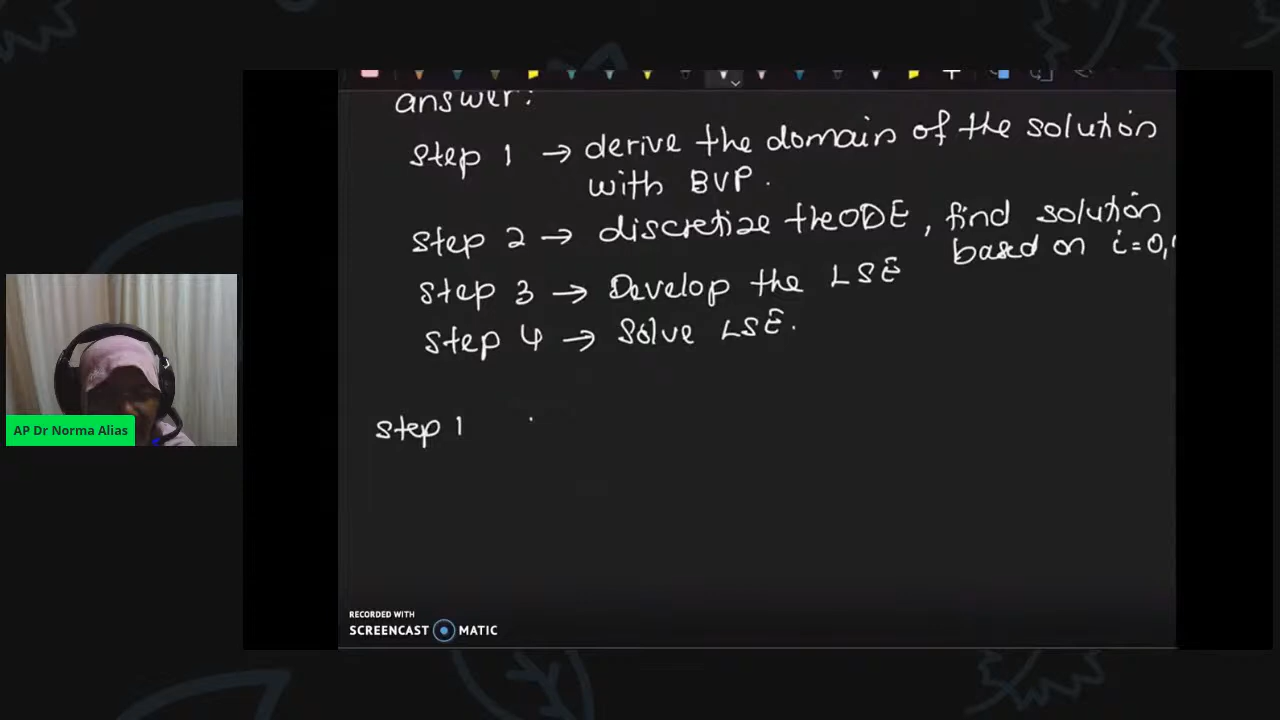 answer:
step 1 → derive the domain of the solution
with BVP.
step 2 → discretize the ODE, find solution
based on i=0,
step 3 → Develop the LSE
step 4 → Solve LSE.
step 1
AP Dr Norma Alias
RECORDED WITH
SCREENCAST MATIC